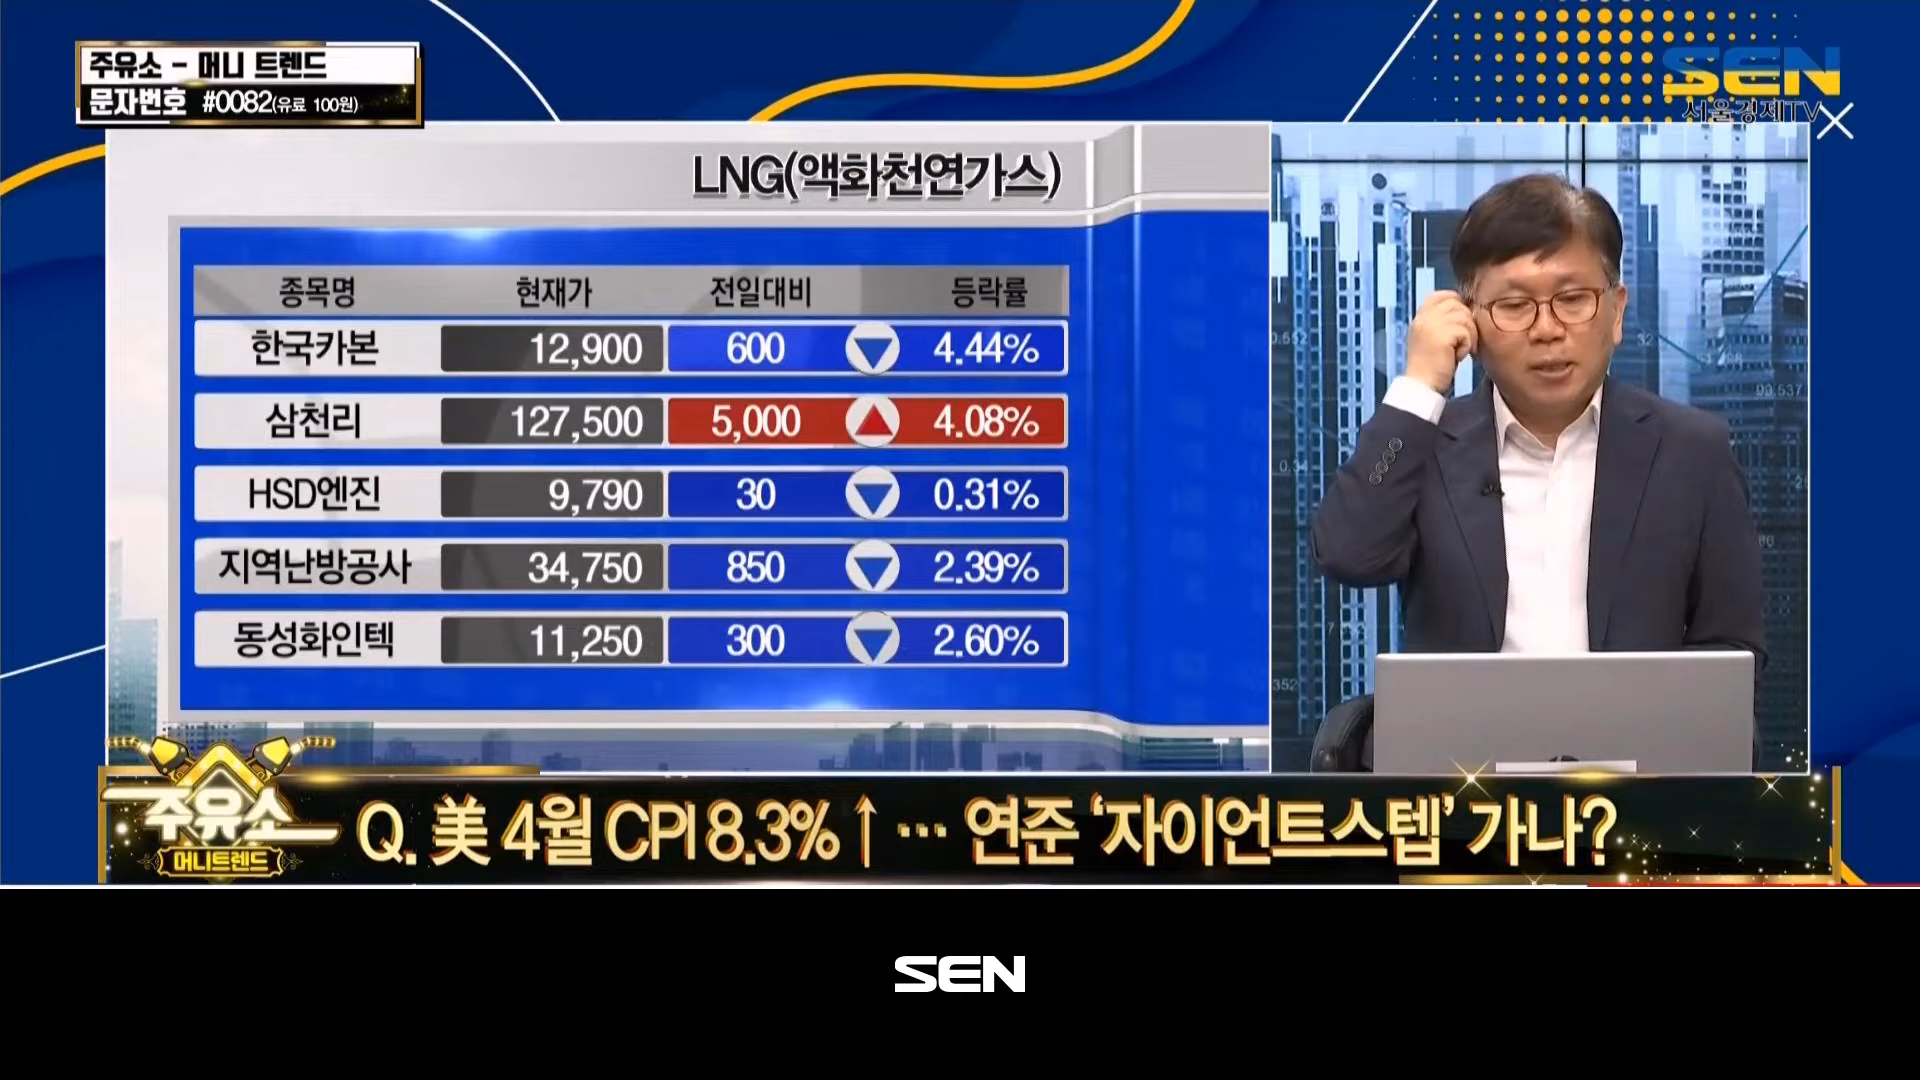 주유소 - 머니 트렌드
문자번호 #0082(유료 100원)
SEN
서울경제TV
LNG(액화천연가스)
종목명 현재가 전일대비 등락률
한국카본 12,900 600 ▼ 4.44%
삼천리 127,500 5,000 ▲ 4.08%
HSD엔진 9,790 30 ▼ 0.31%
지역난방공사 34,750 850 ▼ 2.39%
동성화인텍 11,250 300 ▼ 2.60%
주유소
머니트렌드
Q. 美 4월 CPI 8.3%↑… 연준 ‘자이언트스텝’ 가나?
SEN